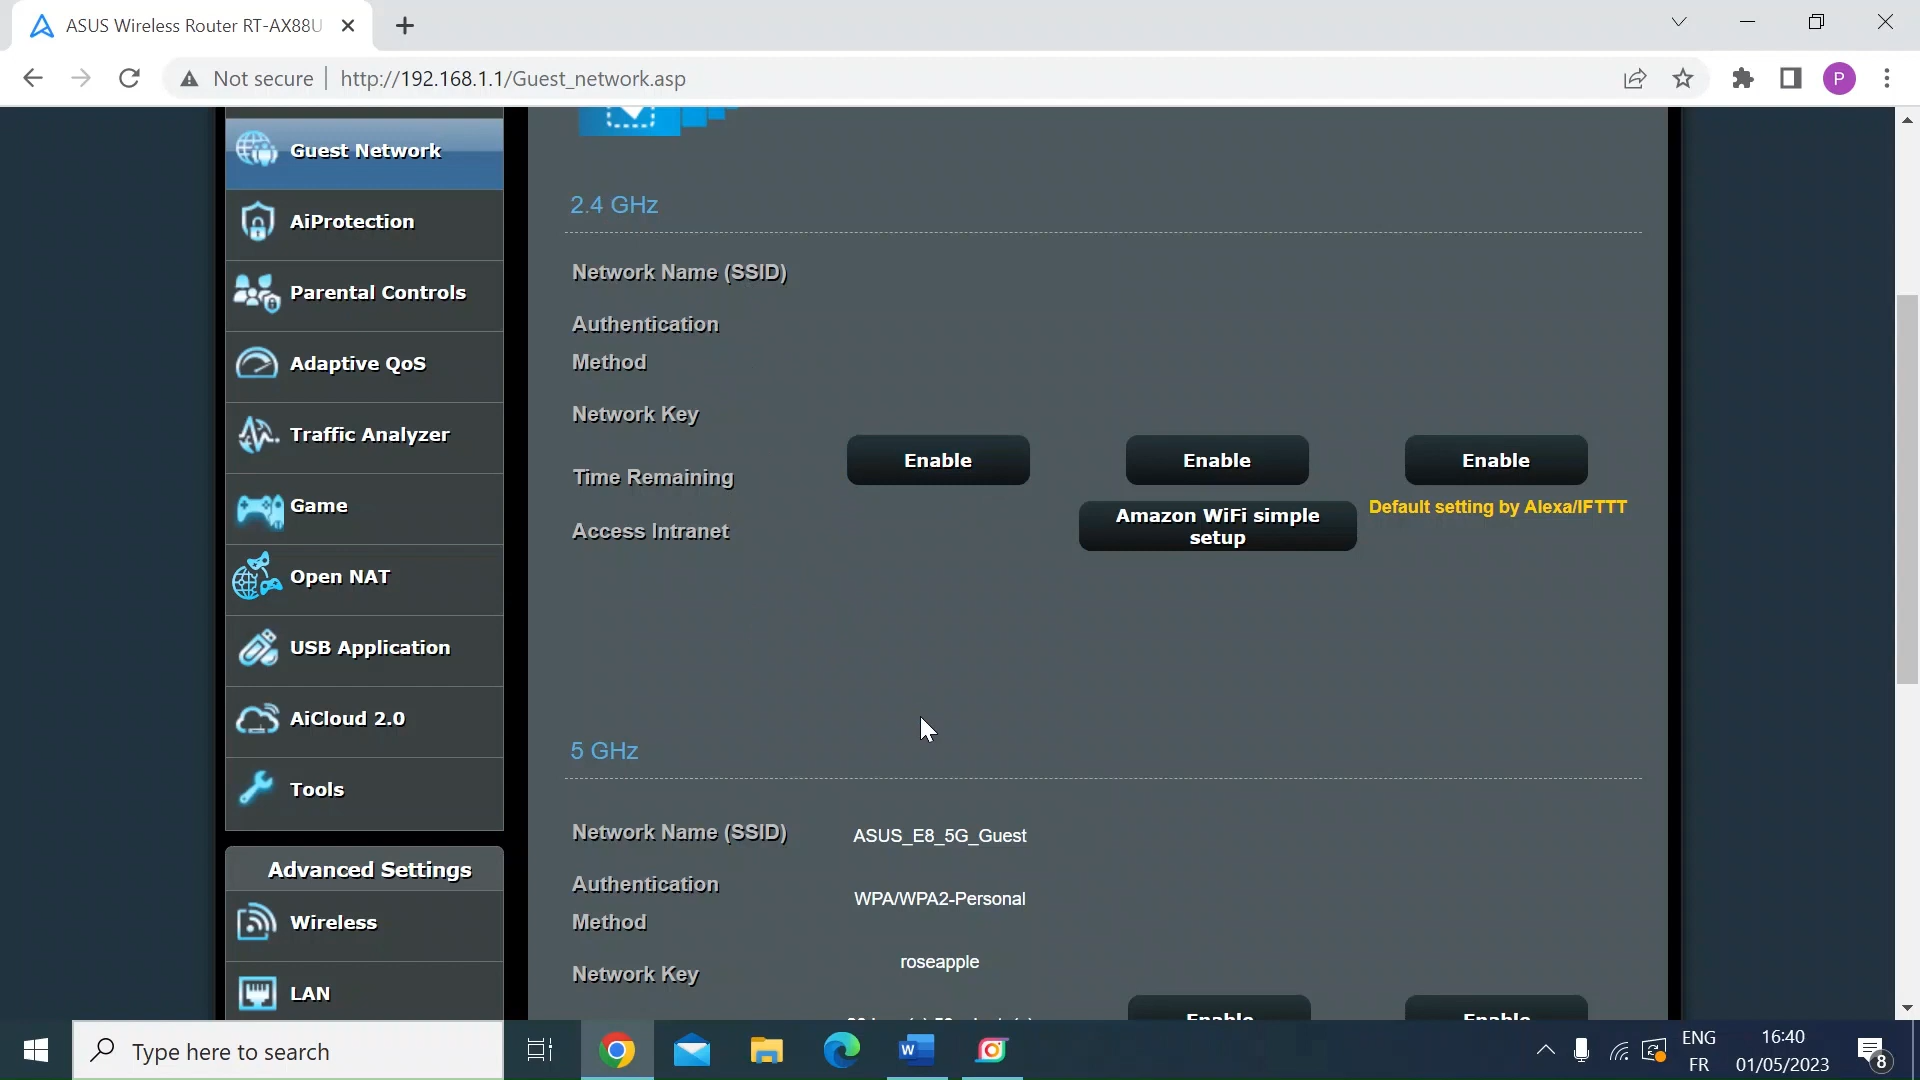 ASUS Wireless Router RT-AX88U
Not secure
http://192.168.1.1/Guest_network.asp
P
Guest Network
AiProtection
Parental Controls
Adaptive QoS
Traffic Analyzer
Game
Open NAT
USB Application
AiCloud 2.0
Tools
Advanced Settings
Wireless
LAN
2.4 GHz
Network Name (SSID)
Authentication
Method
Network Key
Time Remaining
Access Intranet
Enable
Enable
Enable
Amazon WiFi simple
setup
Default setting by Alexa/IFTTT
5 GHz
Network Name (SSID)
ASUS_E8_5G_Guest
Authentication
Method
WPA/WPA2-Personal
Network Key
roseapple
Enable
Enable
Type here to search
W
ENG
FR
16:40
01/05/2023
8